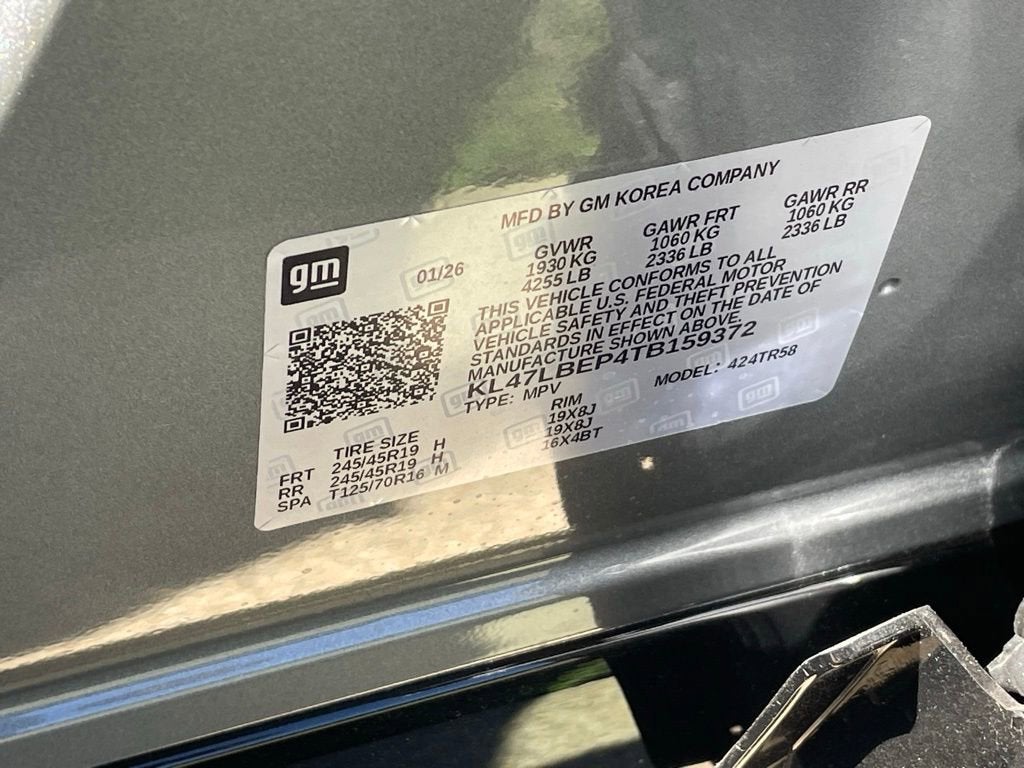 gm
01/26
MFD BY GM KOREA COMPANY
GVWR GAWR FRT GAWR RR
1930 KG 1060 KG 1060 KG
4255 LB 2336 LB 2336 LB
THIS VEHICLE CONFORMS TO ALL
APPLICABLE U.S. FEDERAL MOTOR
VEHICLE SAFETY AND THEFT PREVENTION
STANDARDS IN EFFECT ON THE DATE OF
MANUFACTURE SHOWN ABOVE.
KL47LBEP4TB159372
TYPE: MPV MODEL: 424TR58
TIRE SIZE RIM
FRT 245/45R19 H 19X8J
RR 245/45R19 H 19X8J
SPA T125/70R16 M 16X4BT